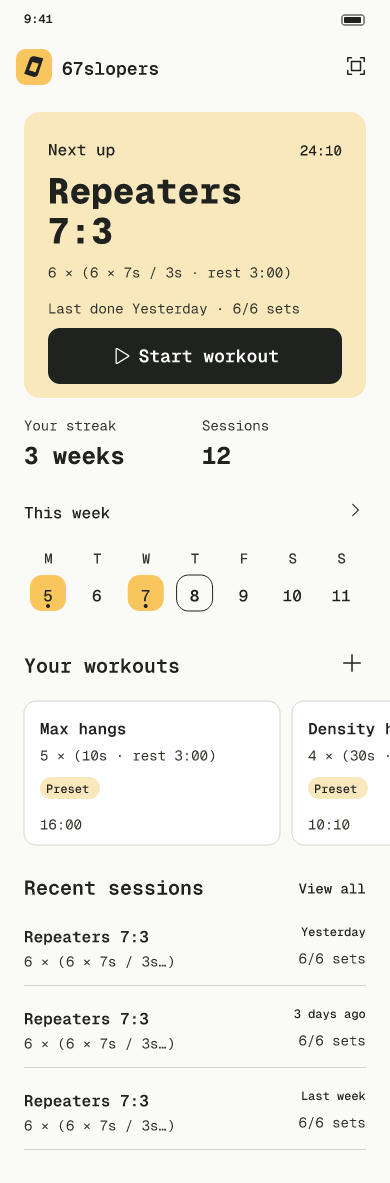 9:41
67slopers
Next up
24:10
Repeaters
7:3
6 × (6 × 7s / 3s · rest 3:00)
Last done Yesterday · 6/6 sets
Start workout
Your streak
Sessions
3 weeks
12
This week
M T W T F S S
5 6 7 8 9 10 11
Your workouts
Max hangs
5 × (10s · rest 3:00)
Preset
16:00
Density h
4 × (30s ·
Preset
10:10
Recent sessions
View all
Repeaters 7:3
Yesterday
6 × (6 × 7s / 3s…)
6/6 sets
Repeaters 7:3
3 days ago
6 × (6 × 7s / 3s…)
6/6 sets
Repeaters 7:3
Last week
6 × (6 × 7s / 3s…)
6/6 sets